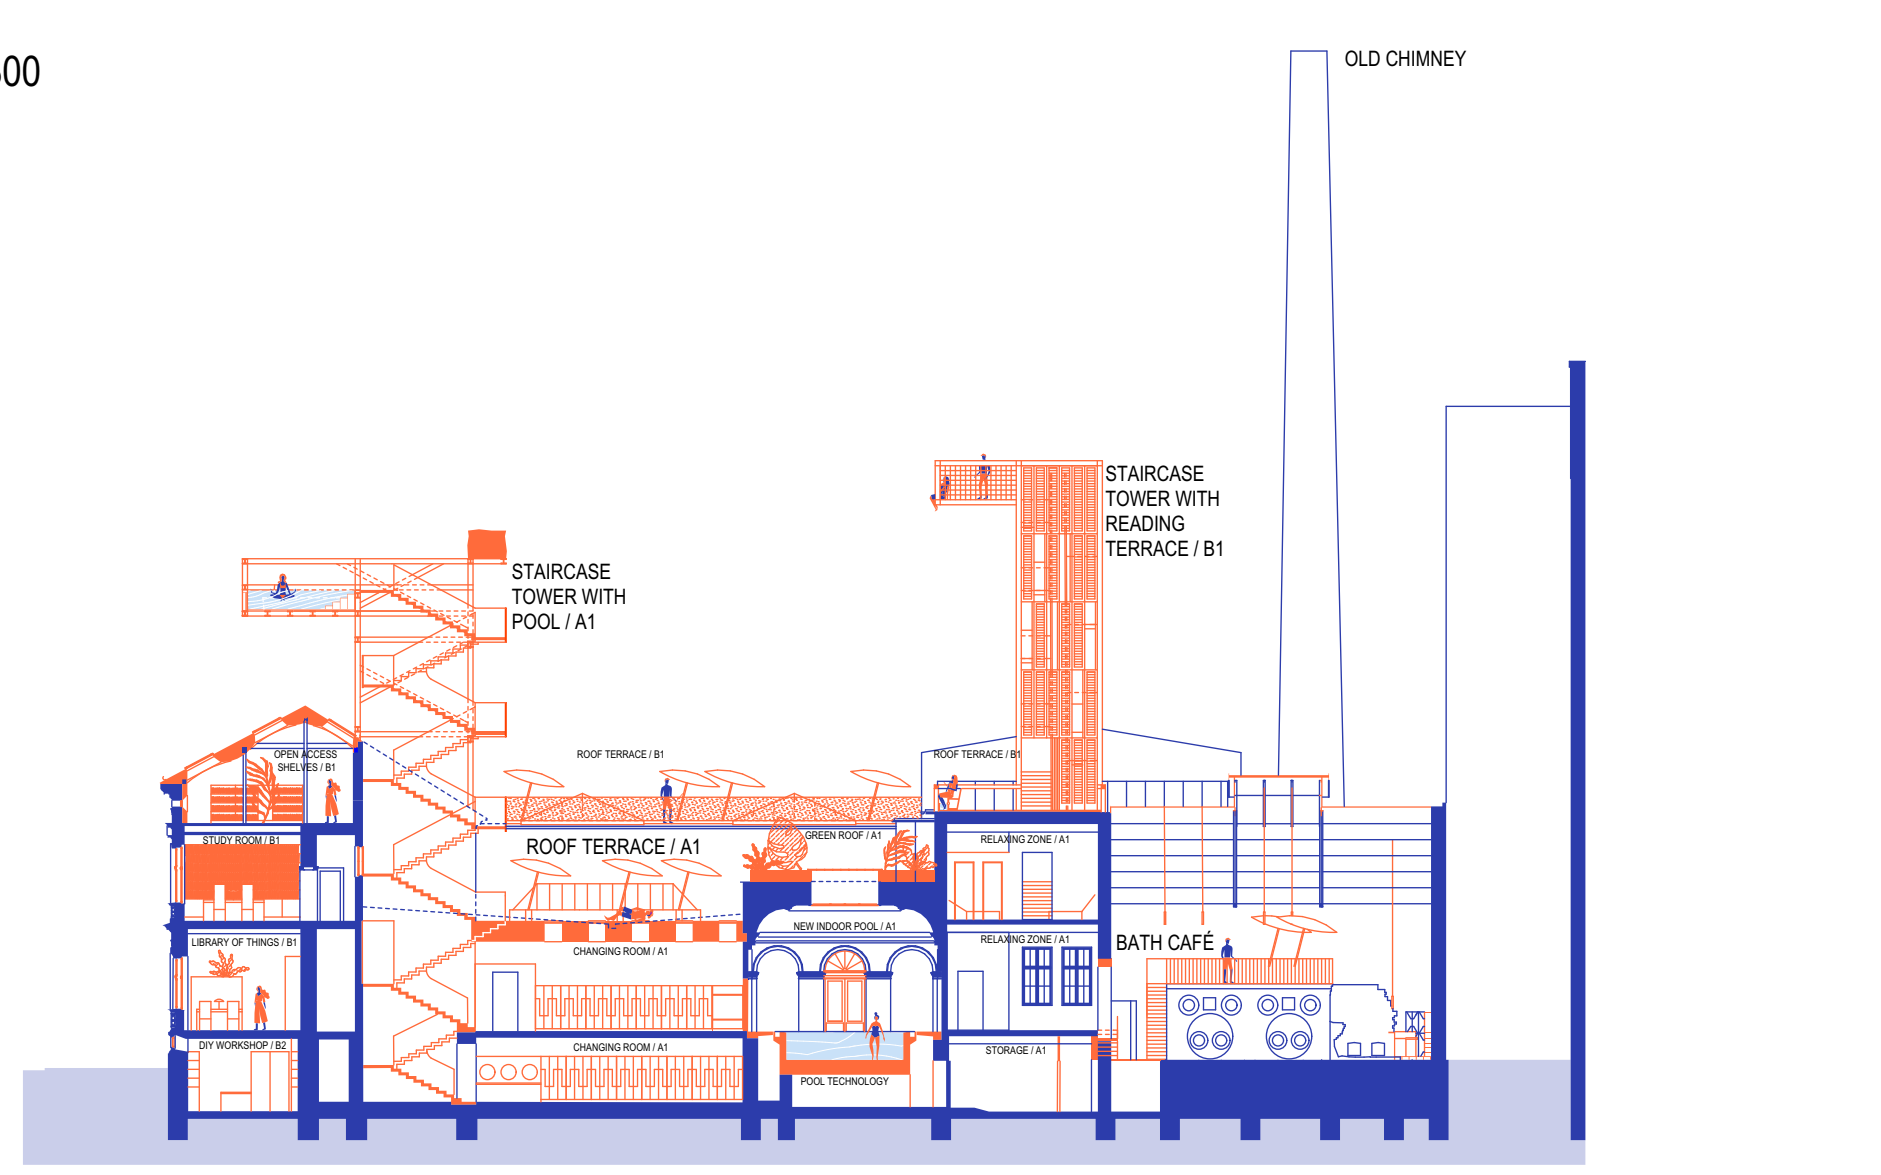 OLD CHIMNEY
STAIRCASE
TOWER WITH
READING
TERRACE / B1
STAIRCASE
TOWER WITH
POOL / A1
ROOF TERRACE / B1
ROOF TERRACE / B1
OPEN ACCESS
SHELVES / B1
STUDY ROOM / B1
ROOF TERRACE / A1
GREEN ROOF / A1
RELAXING ZONE / A1
LIBRARY OF THINGS / B1
CHANGING ROOM / A1
NEW INDOOR POOL / A1
RELAXING ZONE / A1
BATH CAFÉ
DIY WORKSHOP / B2
CHANGING ROOM / A1
STORAGE / A1
POOL TECHNOLOGY